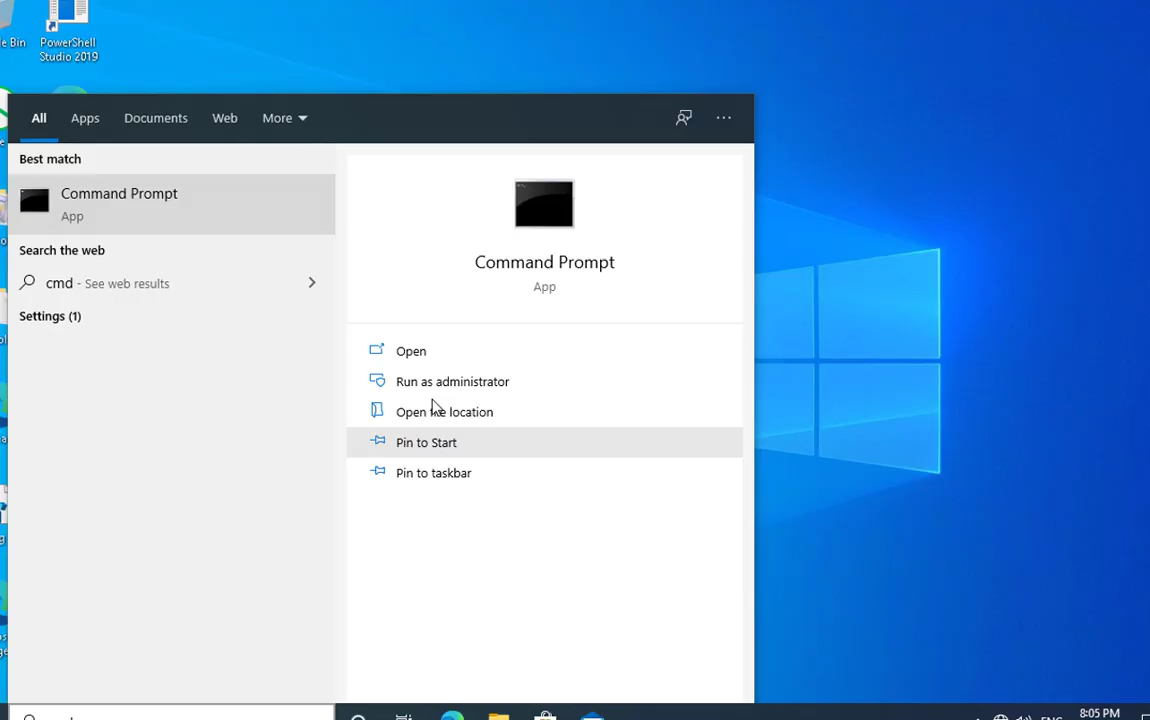 PowerShell
Studio 2019
All Apps Documents Web More
Best match
Command Prompt
App
Search the web
cmd - See web results
Settings (1)
Command Prompt
App
Open
Run as administrator
Open file location
Pin to Start
Pin to taskbar
8:05 PM